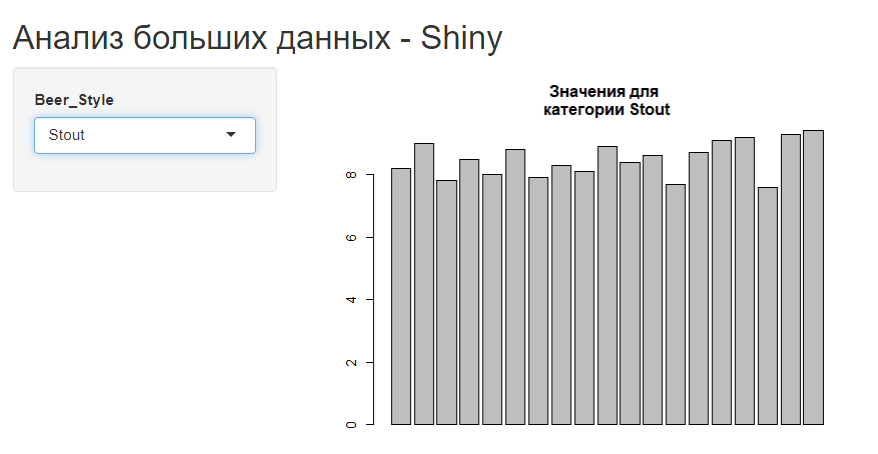 Анализ больших данных - Shiny
Beer_Style
Stout
Значения для
категории Stout
8
6
4
2
0